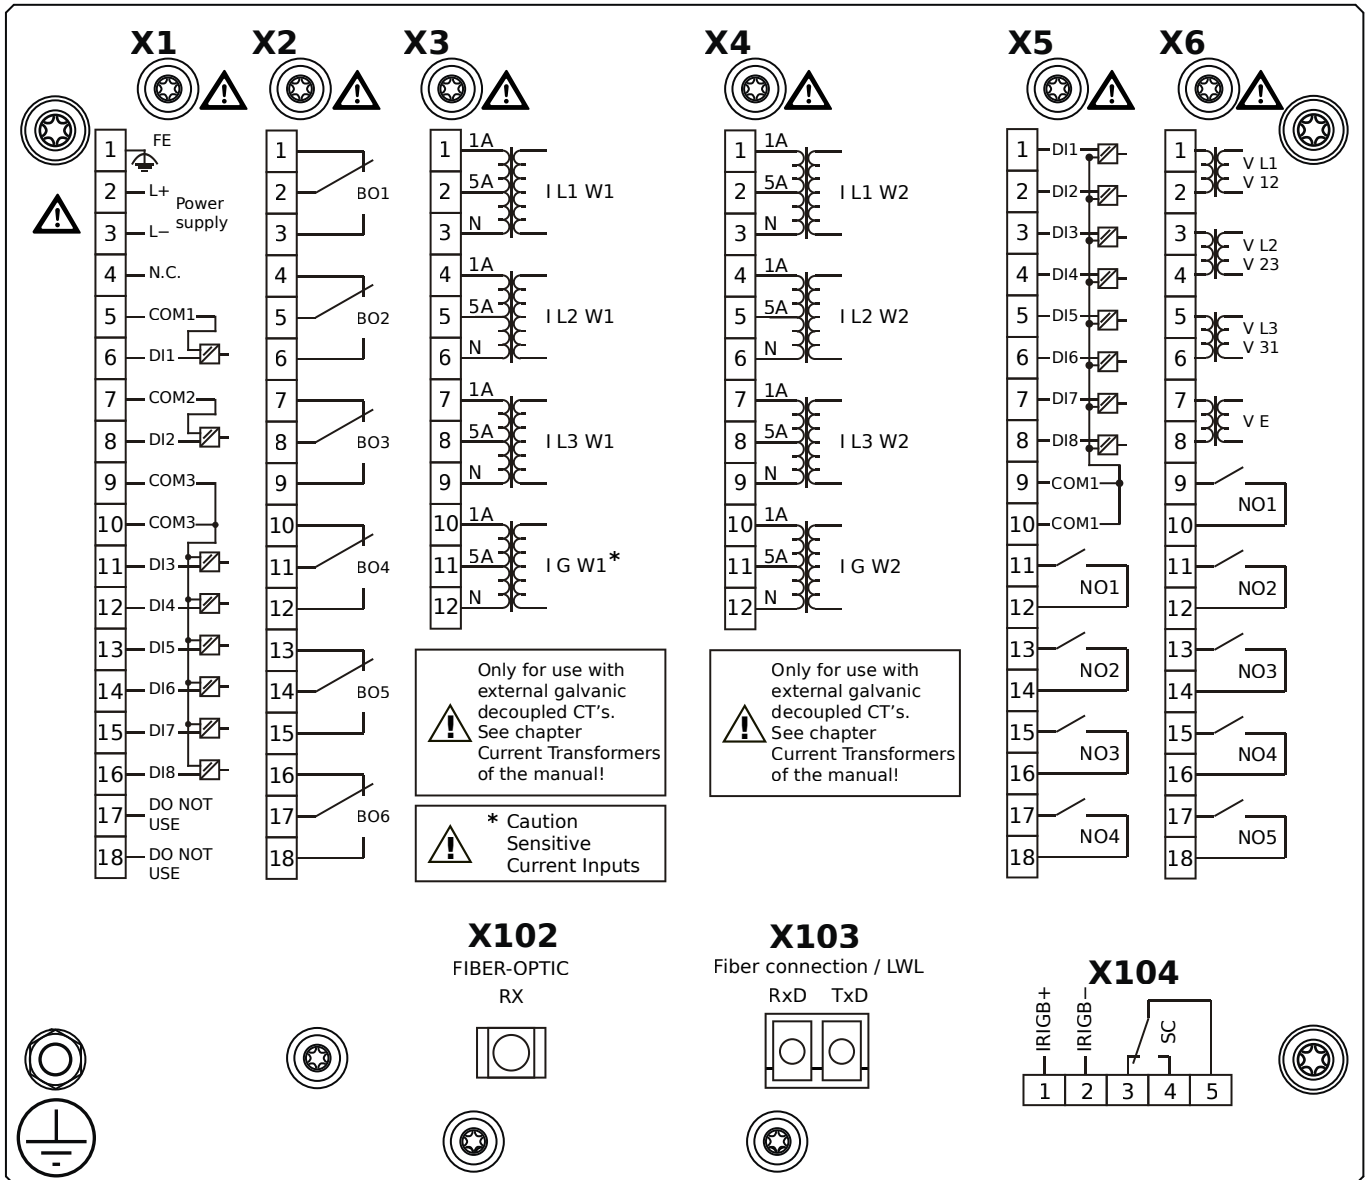 X1 X2 X3 X4 X5 X6
1 FE
2 L+
Power
supply
3 L−
4 N.C.
5 COM1
6 DI1
7 COM2
8 DI2
9 COM3
10 COM3
11 DI3
12 DI4
13 DI5
14 DI6
15 DI7
16 DI8
17 DO NOT
USE
18 DO NOT
USE
1
2 BO1
3
4
5 BO2
6
7
8 BO3
9
10
11 BO4
12
13
14 BO5
15
16
17 BO6
18
1 1A
2 5A I L1 W1
3 N
4 1A
5 5A I L2 W1
6 N
7 1A
8 5A I L3 W1
9 N
10 1A
11 5A I G W1*
12 N
Only for use with
external galvanic
decoupled CT's.
See chapter
Current Transformers
of the manual!
* Caution
Sensitive
Current Inputs
1 1A
2 5A I L1 W2
3 N
4 1A
5 5A I L2 W2
6 N
7 1A
8 5A I L3 W2
9 N
10 1A
11 5A I G W2
12 N
Only for use with
external galvanic
decoupled CT's.
See chapter
Current Transformers
of the manual!
1 DI1
2 DI2
3 DI3
4 DI4
5 DI5
6 DI6
7 DI7
8 DI8
9 COM1
10 COM1
11
NO1
12
13
NO2
14
15
NO3
16
17
NO4
18
1 V L1
2 V 12
3 V L2
4 V 23
5 V L3
6 V 31
7
V E
8
9
NO1
10
11
NO2
12
13
NO3
14
15
NO4
16
17
NO5
18
X102
FIBER-OPTIC
RX
X103
Fiber connection / LWL
RxD TxD
X104
IRIGB+ IRIGB− SC
1 2 3 4 5